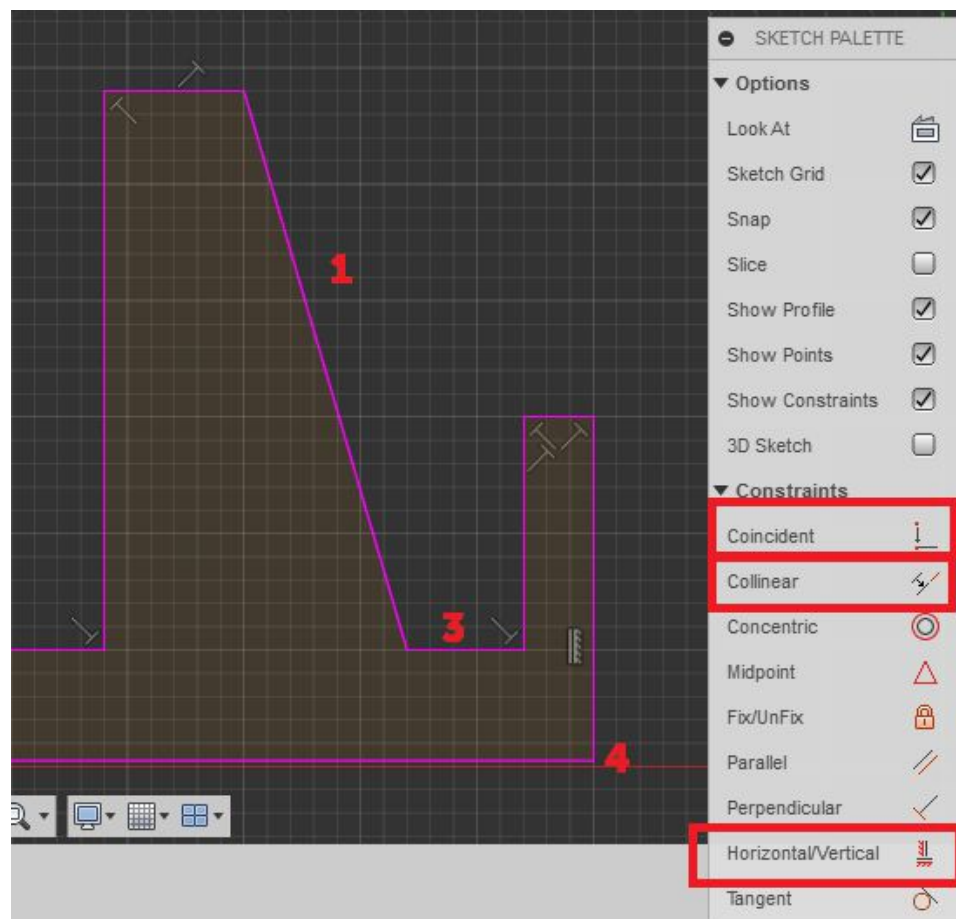 SKETCH PALETTE
Options
Look At
Sketch Grid
Snap
Slice
Show Profile
Show Points
Show Constraints
3D Sketch
Constraints
Coincident
Collinear
Concentric
Midpoint
Fix/UnFix
Parallel
Perpendicular
Horizontal/Vertical
Tangent
1
3
4